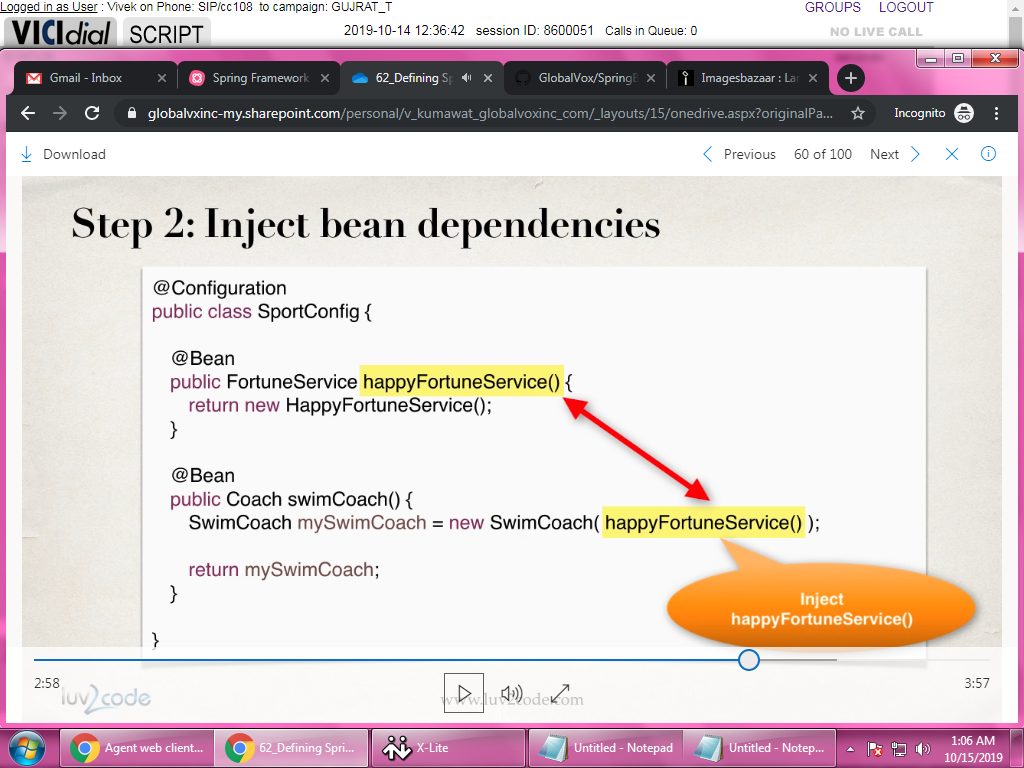 Logged in as User : Vivek on Phone: SIP/cc108 to campaign: GUJRAT_T
GROUPS LOGOUT
VICIdial SCRIPT
2019-10-14 12:36:42 session ID: 8600051 Calls in Queue: 0
NO LIVE CALL
Gmail - Inbox
Spring Framework
62_Defining Sp
GlobalVox/SpringB
Imagesbazaar : Lar
globalvxinc-my.sharepoint.com/personal/v_kumawat_globalvoxinc_com/_layouts/15/onedrive.aspx?originalPa...
Incognito
Download
Previous 60 of 100 Next
Step 2: Inject bean dependencies
@Configuration
public class SportConfig {
@Bean
public FortuneService happyFortuneService() {
return new HappyFortuneService();
}
@Bean
public Coach swimCoach() {
SwimCoach mySwimCoach = new SwimCoach( happyFortuneService() );
return mySwimCoach;
}
}
Inject
happyFortuneService()
2:58
3:57
luv2code
www.luv2code.com
Agent web client...
62_Defining Spri...
X-Lite
Untitled - Notepad
Untitled - Notep...
1:06 AM
10/15/2019